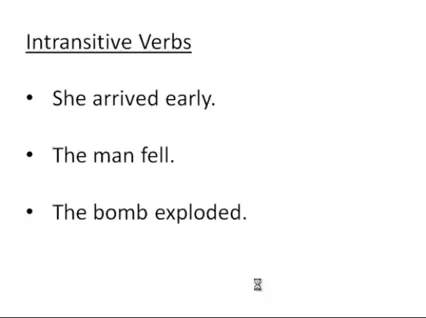 Intransitive Verbs
• She arrived early.
• The man fell.
• The bomb exploded.